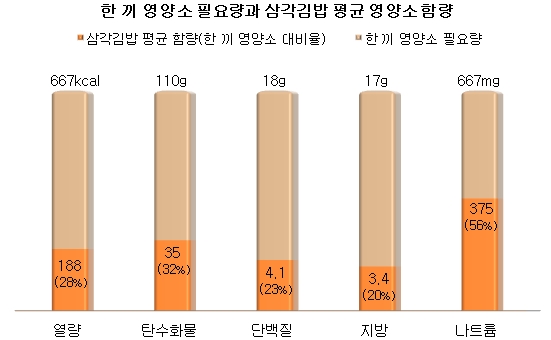 한 끼 영양소 필요량과 삼각김밥 평균 영양소함량
삼각김밥 평균 함량(한 끼 영양소 대비율) 한 끼 영양소 필요량
667kcal 110g 18g 17g 667mg
188 (28%) 35 (32%) 4.1 (23%) 3.4 (20%) 375 (56%)
열량 탄수화물 단백질 지방 나트륨